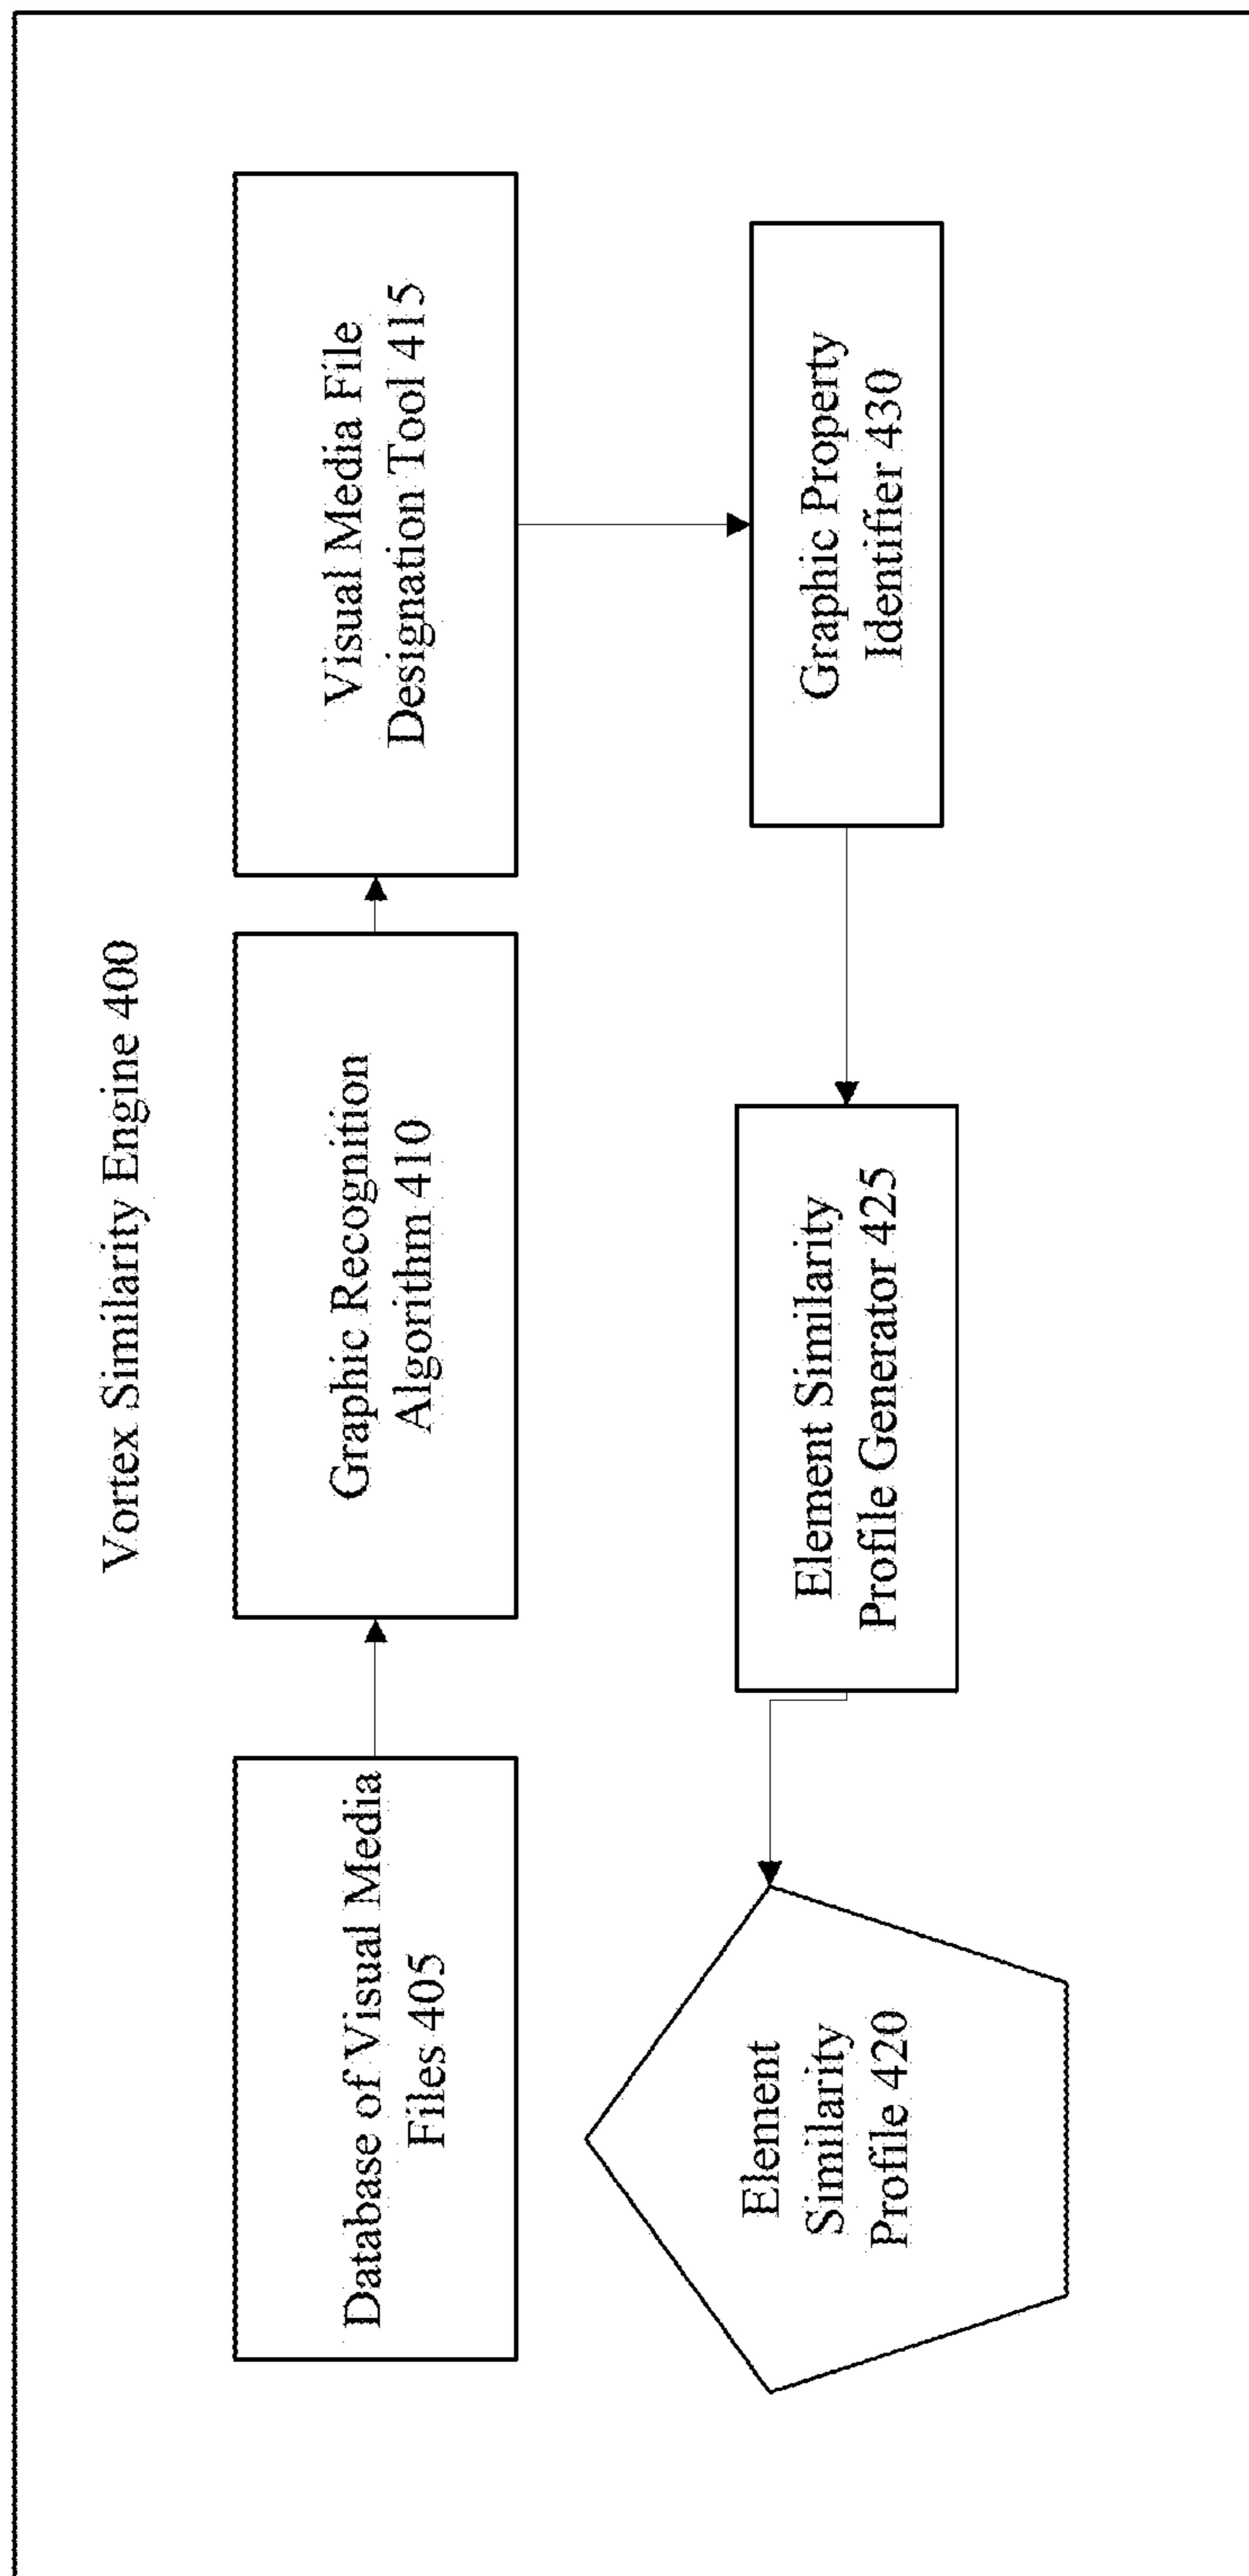 Vortex Similarity Engine 400
Database of Visual Media
Files 405
Graphic Recognition
Algorithm 410
Visual Media File
Designation Tool 415
Element
Similarity
Profile 420
Element Similarity
Profile Generator 425
Graphic Property
Identifier 430